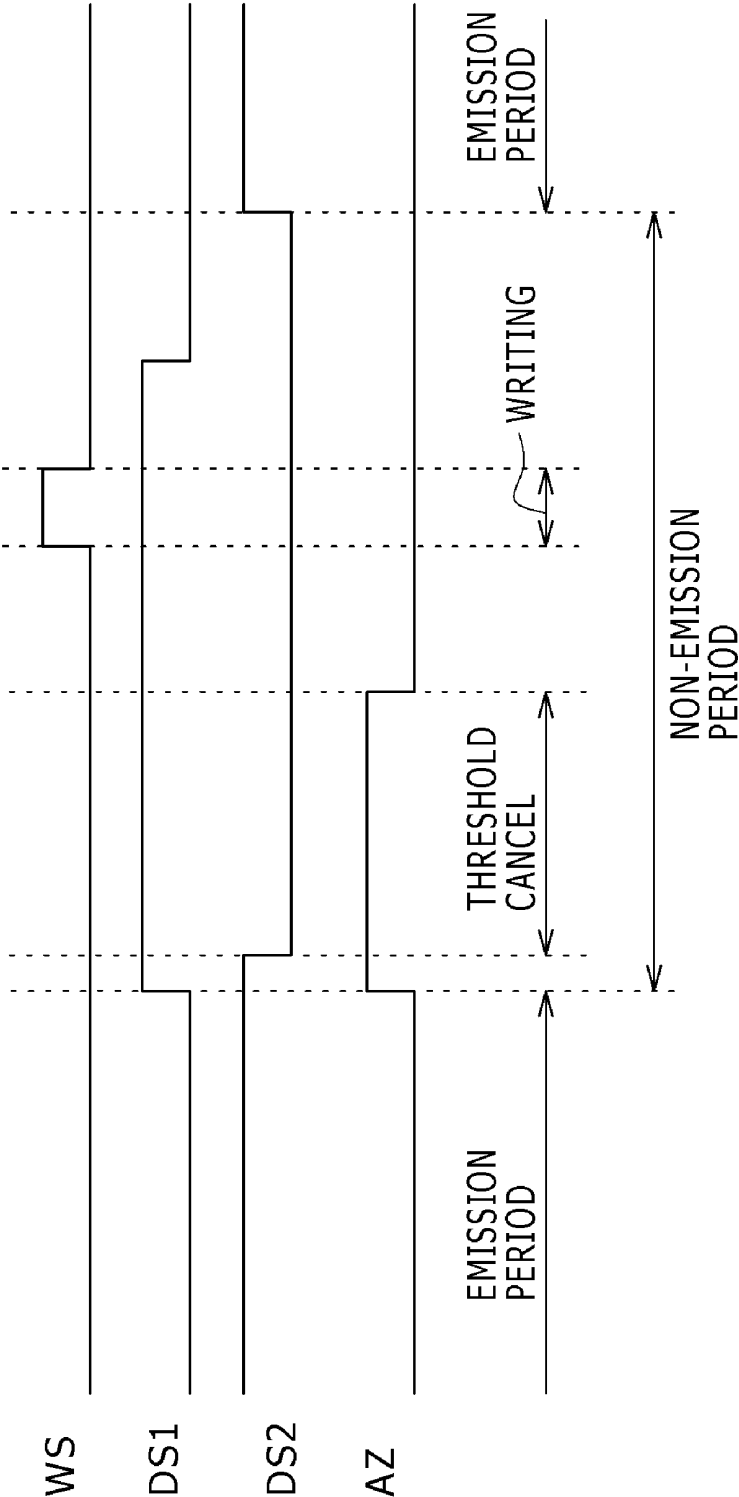 WS
DS1
DS2
AZ
EMISSION
PERIOD
THRESHOLD
CANCEL
WRITING
EMISSION
PERIOD
NON-EMISSION
PERIOD